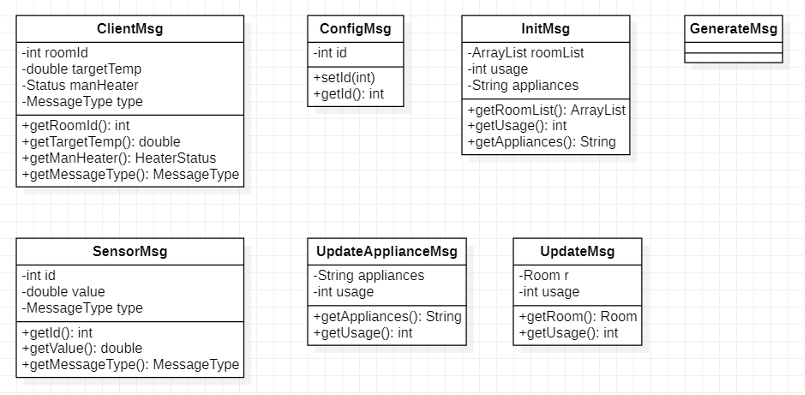 ClientMsg
-int roomId
-double targetTemp
-Status manHeater
-MessageType type
+getRoomId(): int
+getTargetTemp(): double
+getManHeater(): HeaterStatus
+getMessageType(): MessageType
ConfigMsg
-int id
+setId(int)
+getId(): int
InitMsg
-ArrayList roomList
-int usage
-String appliances
+getRoomList(): ArrayList
+getUsage(): int
+getAppliances(): String
GenerateMsg
SensorMsg
-int id
-double value
-MessageType type
+getId(): int
+getValue(): double
+getMessageType(): MessageType
UpdateApplianceMsg
-String appliances
-int usage
+getAppliances(): String
+getUsage(): int
UpdateMsg
-Room r
-int usage
+getRoom(): Room
+getUsage(): int